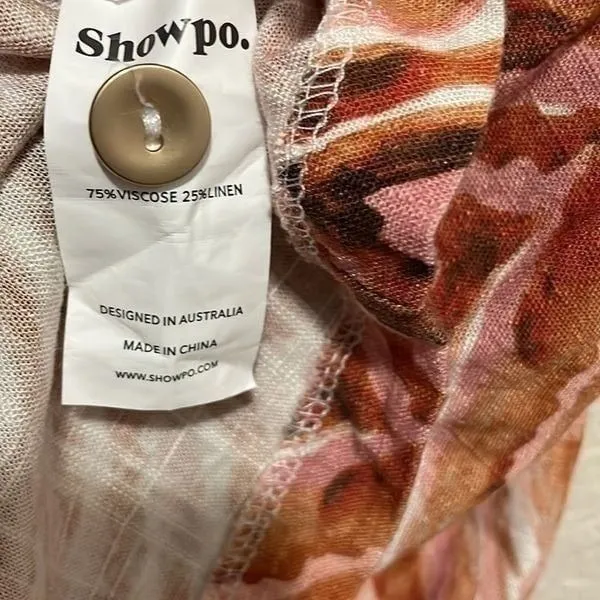 Showpo.
75%VISCOSE 25%LINEN
DESIGNED IN AUSTRALIA
MADE IN CHINA
WWW.SHOWPO.COM